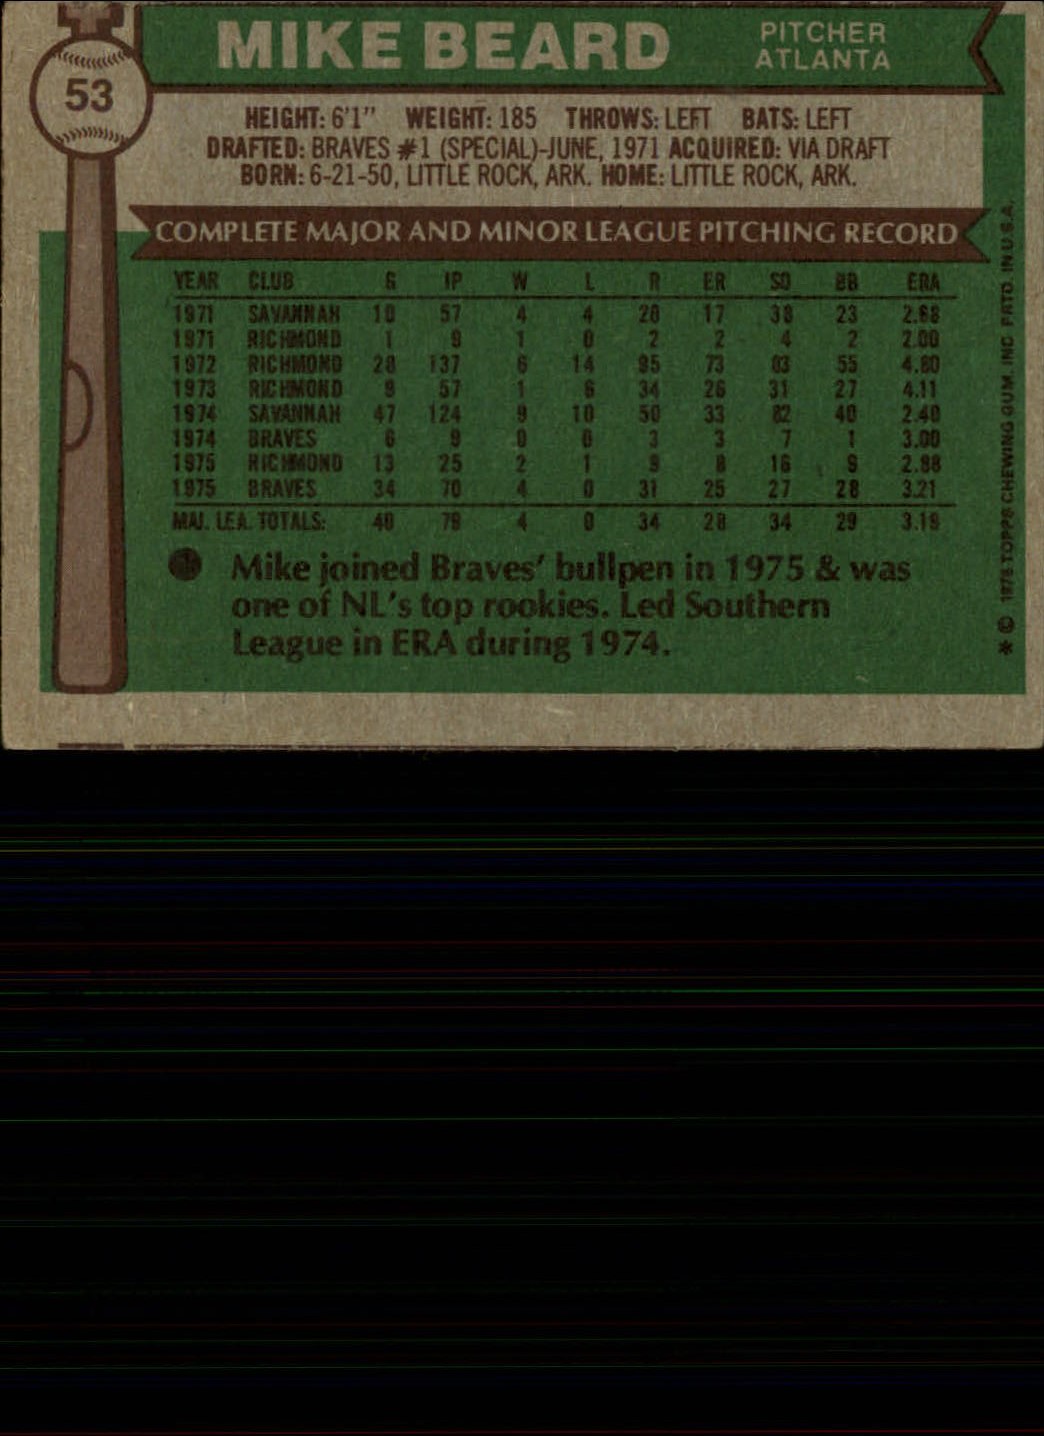 MIKE BEARD
PITCHER
ATLANTA
53
HEIGHT: 6'1" WEIGHT: 185 THROWS: LEFT BATS: LEFT
DRAFTED: BRAVES #1 (SPECIAL)-JUNE, 1971 ACQUIRED: VIA DRAFT
BORN: 6-21-50, LITTLE ROCK, ARK. HOME: LITTLE ROCK, ARK.
COMPLETE MAJOR AND MINOR LEAGUE PITCHING RECORD
YEAR CLUB G IP W L R ER SO BB ERA
1971 SAVANNAH 10 57 4 4 20 17 38 23 2.68
1971 RICHMOND 1 9 1 0 2 2 4 2 2.00
1972 RICHMOND 28 137 6 14 95 73 83 55 4.80
1973 RICHMOND 9 57 1 6 34 26 31 27 4.11
1974 SAVANNAH 47 124 9 10 50 33 82 40 2.40
1974 BRAVES 6 9 0 0 3 3 7 1 3.00
1975 RICHMOND 13 25 2 1 9 8 16 9 2.88
1975 BRAVES 34 70 4 0 31 25 27 28 3.21
MAJ. LEA. TOTALS: 40 79 4 0 34 28 34 29 3.19
Mike joined Braves' bullpen in 1975 & was
one of NL's top rookies. Led Southern
League in ERA during 1974.
* © 1976 TOPPS CHEWING GUM, INC. PRTD. IN U.S.A.